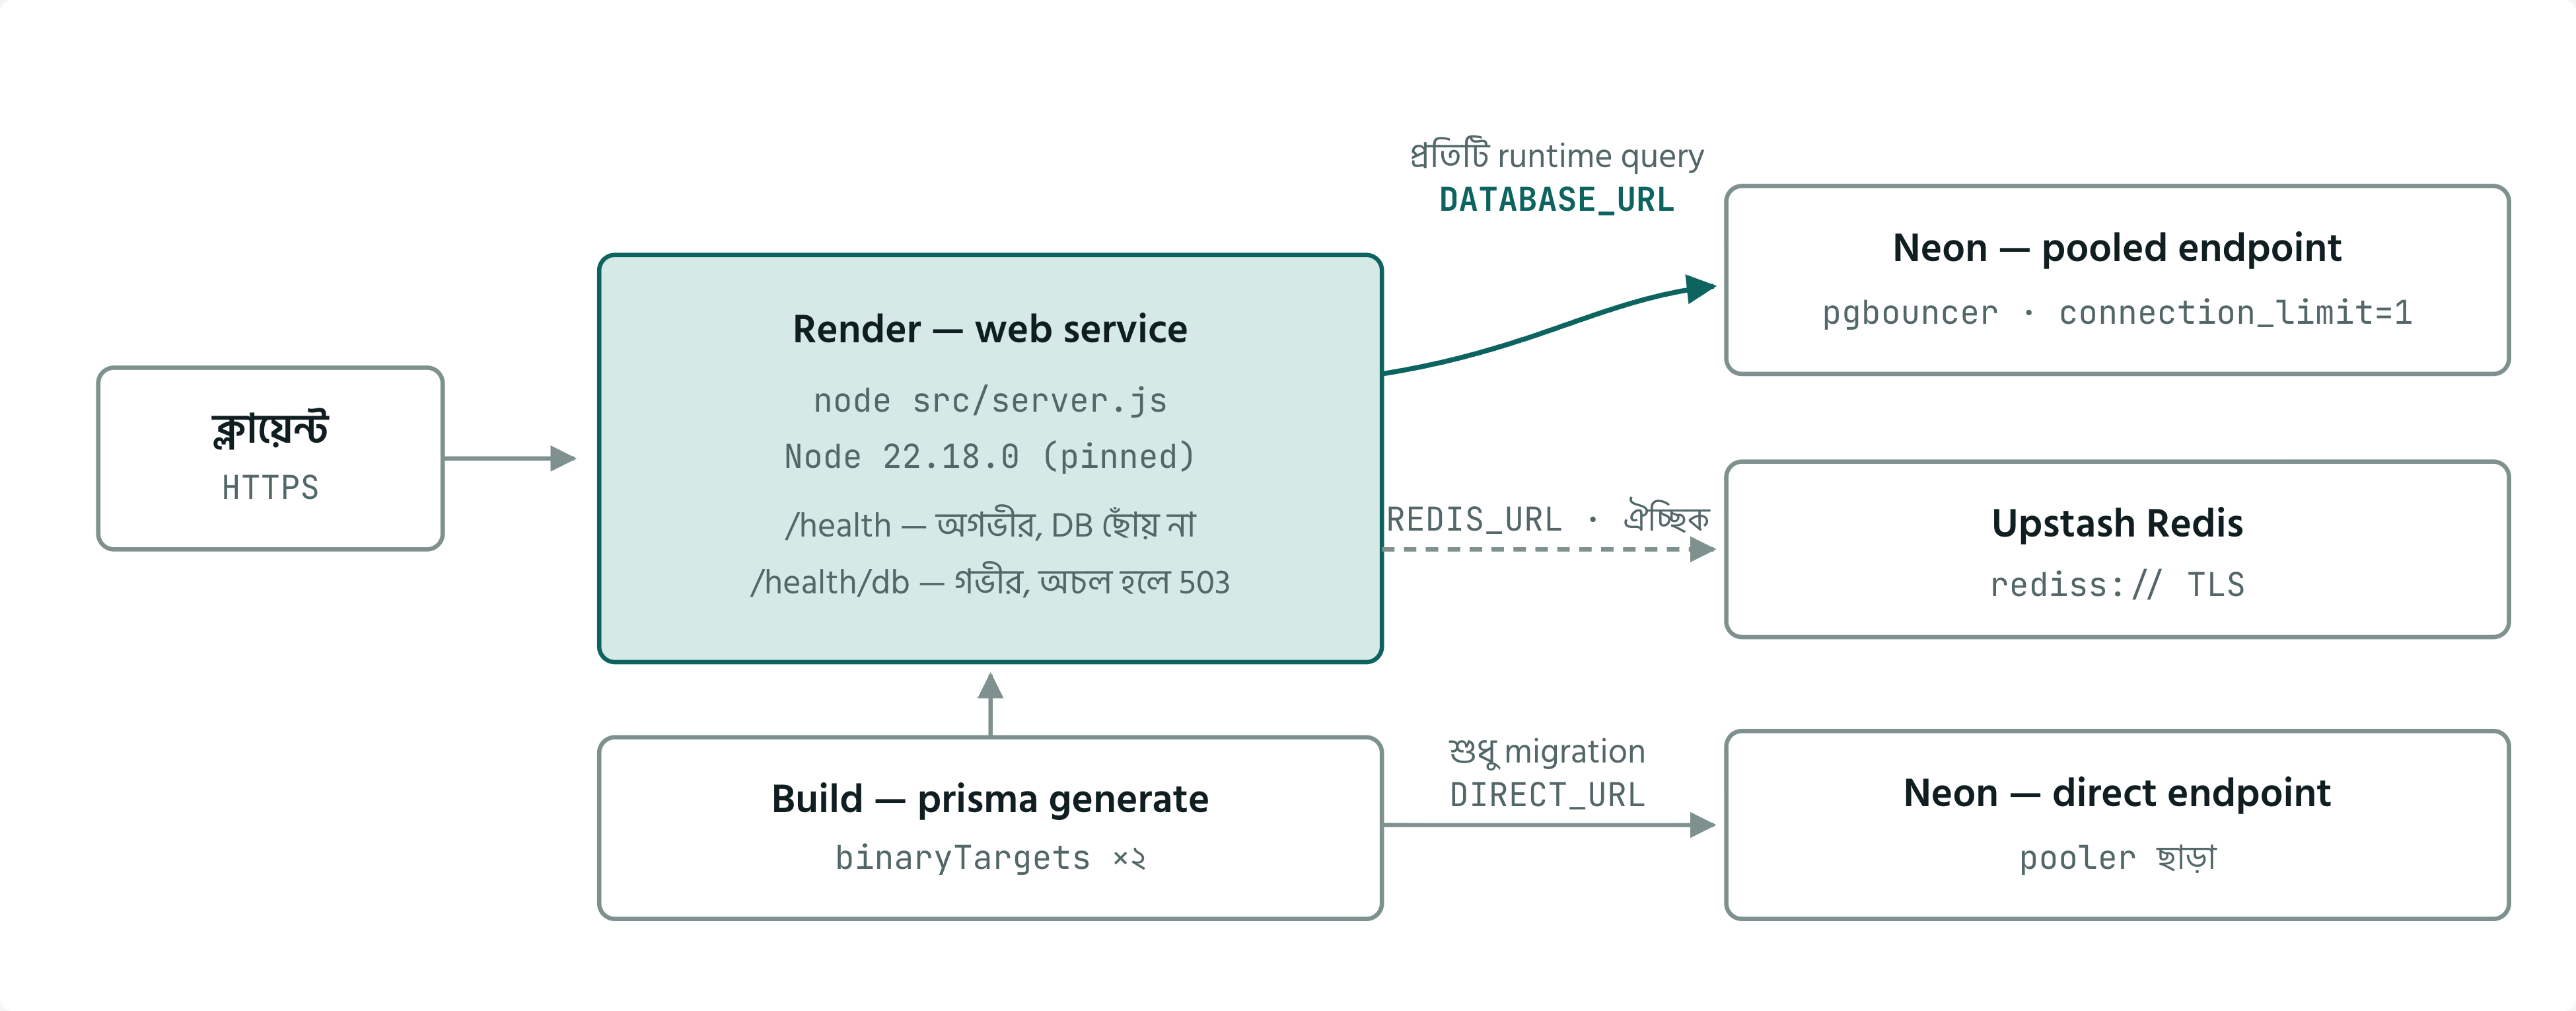 ক্লায়েন্ট
HTTPS
Render — web service
node src/server.js
Node 22.18.0 (pinned)
/health — অগভীর, DB ছোঁয় না
/health/db — গভীর, অচল হলে 503
প্রতিটি runtime query
DATABASE_URL
Neon — pooled endpoint
pgbouncer · connection_limit=1
REDIS_URL · ঐচ্ছিক
Upstash Redis
rediss:// TLS
Build — prisma generate
binaryTargets ×২
শুধু migration
DIRECT_URL
Neon — direct endpoint
pooler ছাড়া